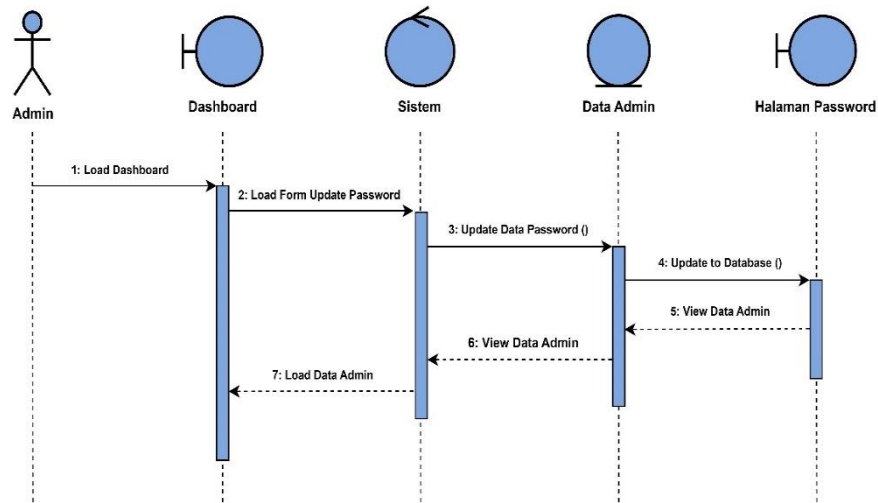 Admin
Dashboard
Sistem
Data Admin
Halaman Password
1: Load Dashboard
2: Load Form Update Password
3: Update Data Password ()
4: Update to Database ()
5: View Data Admin
6: View Data Admin
7: Load Data Admin